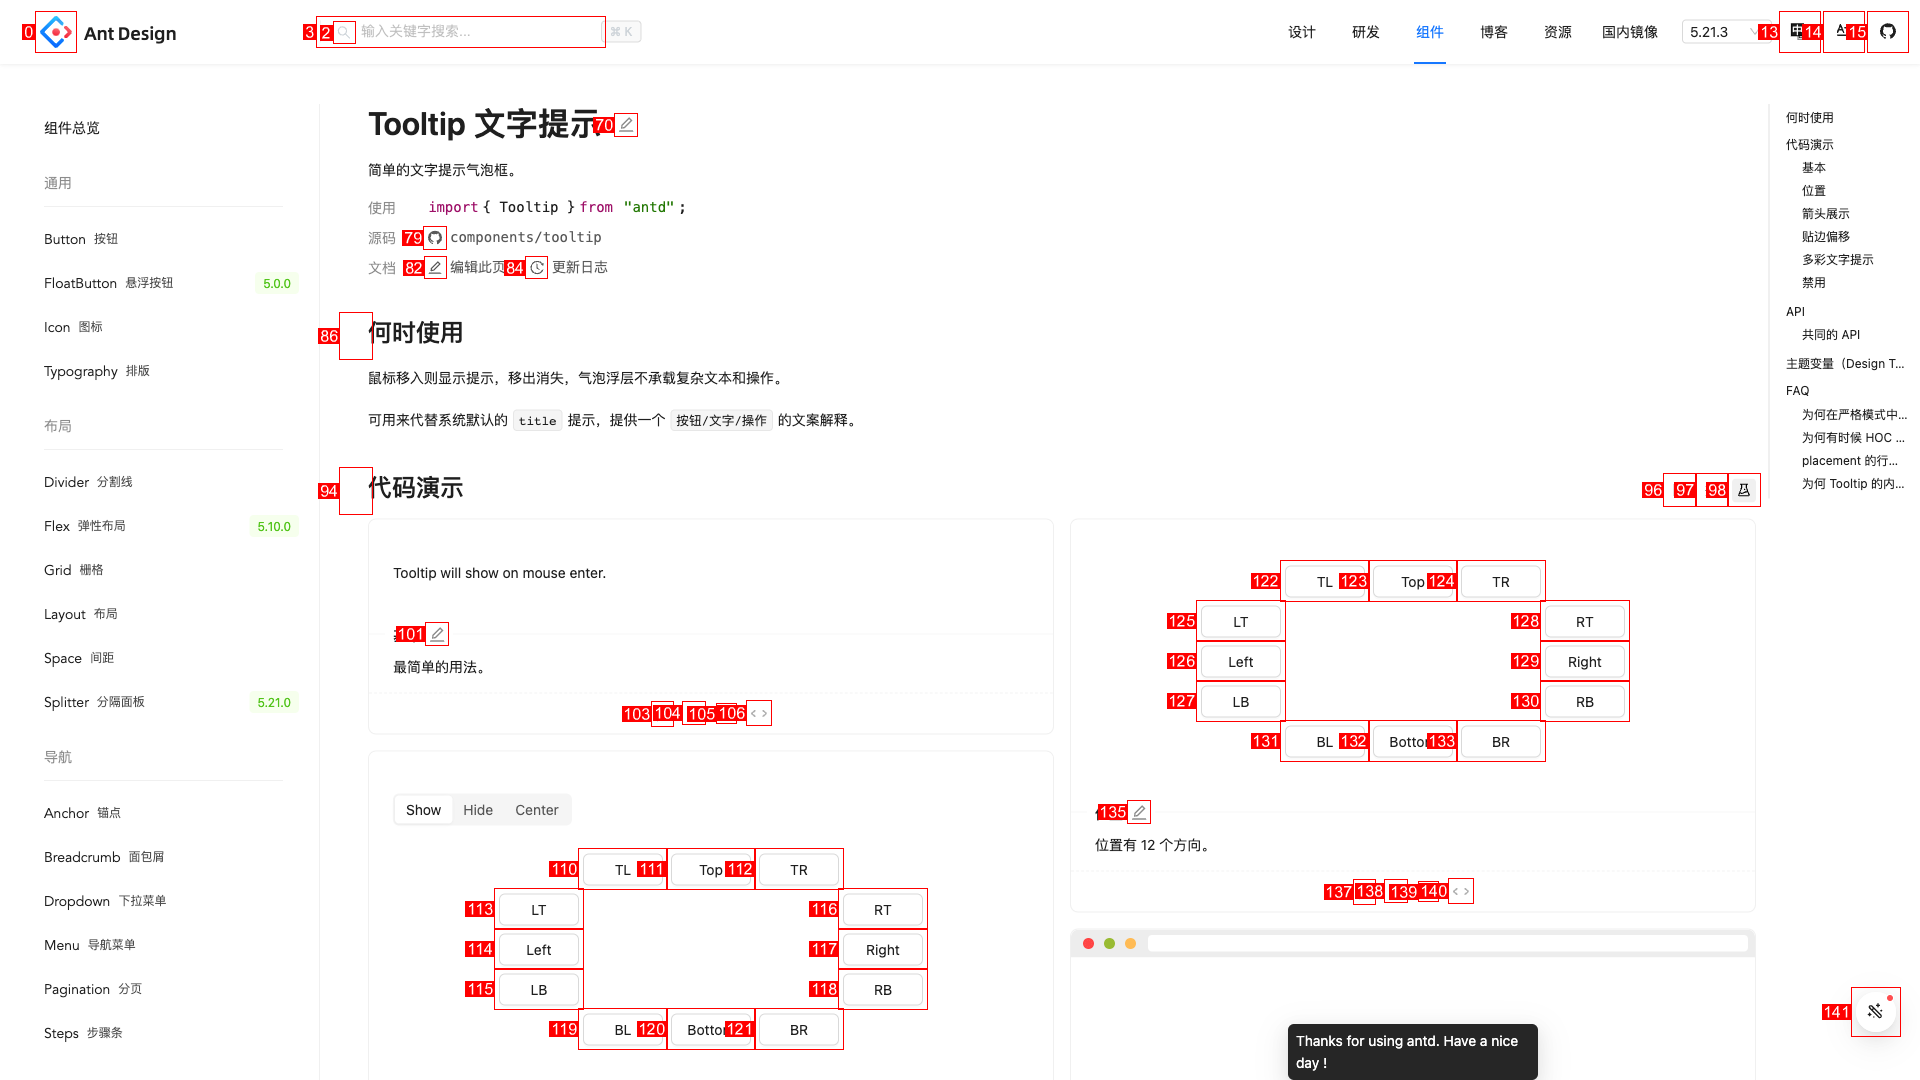 0
Ant Design
3
2
输入关键字搜索...
⌘ K
设计
研发
组件
博客
资源
国内镜像
5.21.3
13
14
15
组件总览
通用
Button 按钮
FloatButton 悬浮按钮 5.0.0
Icon 图标
Typography 排版
布局
Divider 分割线
Flex 弹性布局 5.10.0
Grid 栅格
Layout 布局
Space 间距
Splitter 分隔面板 5.21.0
导航
Anchor 锚点
Breadcrumb 面包屑
Dropdown 下拉菜单
Menu 导航菜单
Pagination 分页
Steps 步骤条
Tooltip 文字提示
70
简单的文字提示气泡框。
使用 import { Tooltip } from "antd";
源码 79 components/tooltip
文档 82 编辑此页 84 更新日志
86 何时使用
鼠标移入则显示提示，移出消失，气泡浮层不承载复杂文本和操作。
可用来代替系统默认的 title 提示，提供一个 按钮/文字/操作 的文案解释。
94 代码演示
96 97 98
Tooltip will show on mouse enter.
101
最简单的用法。
103 104 105 106
Show Hide Center
110 TL 111 Top 112 TR
113 LT 116 RT
114 Left 117 Right
115 LB 118 RB
119 BL 120 Bottom 121 BR
122 TL 123 Top 124 TR
125 LT 128 RT
126 Left 129 Right
127 LB 130 RB
131 BL 132 Bottom 133 BR
135
位置有 12 个方向。
137 138 139 140
Thanks for using antd. Have a nice
day !
141
何时使用
代码演示
基本
位置
箭头展示
贴边偏移
多彩文字提示
禁用
API
共同的 API
主题变量（Design T...
FAQ
为何在严格模式中...
为何有时候 HOC ...
placement 的行...
为何 Tooltip 的内...